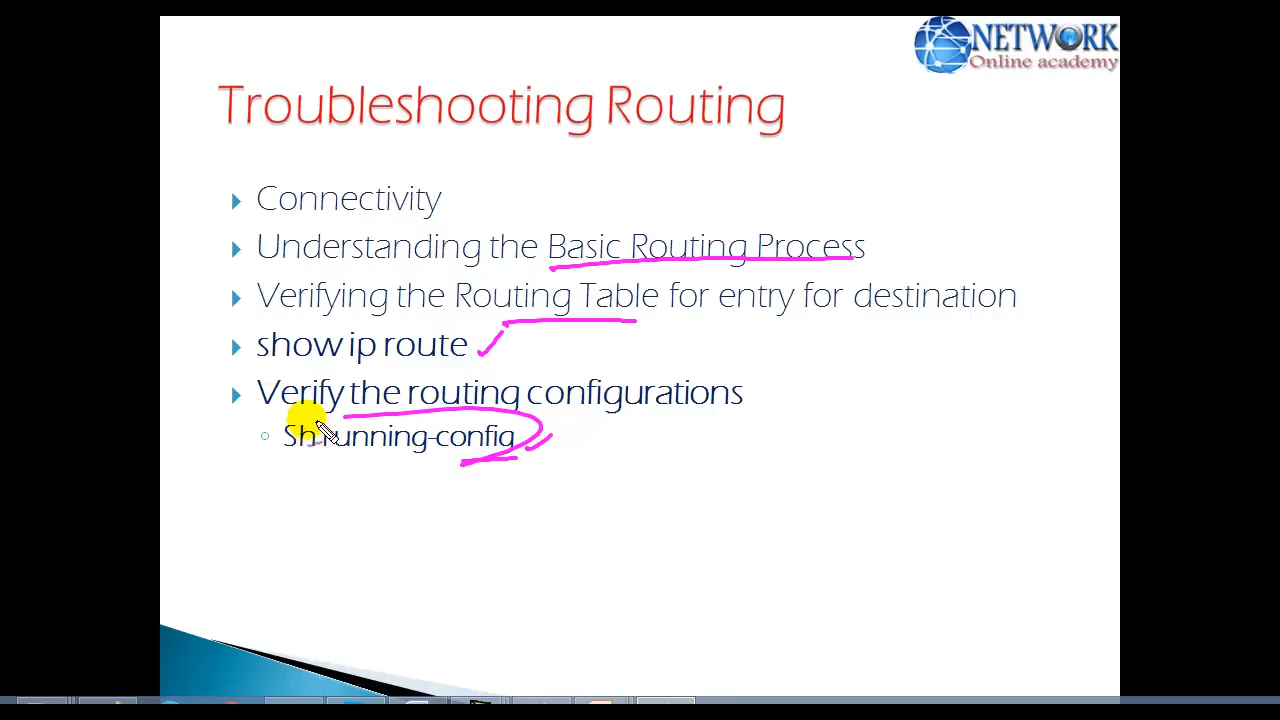 NETWORK
Online academy
Troubleshooting Routing
Connectivity
Understanding the Basic Routing Process
Verifying the Routing Table for entry for destination
show ip route
Verify the routing configurations
Sh running-config